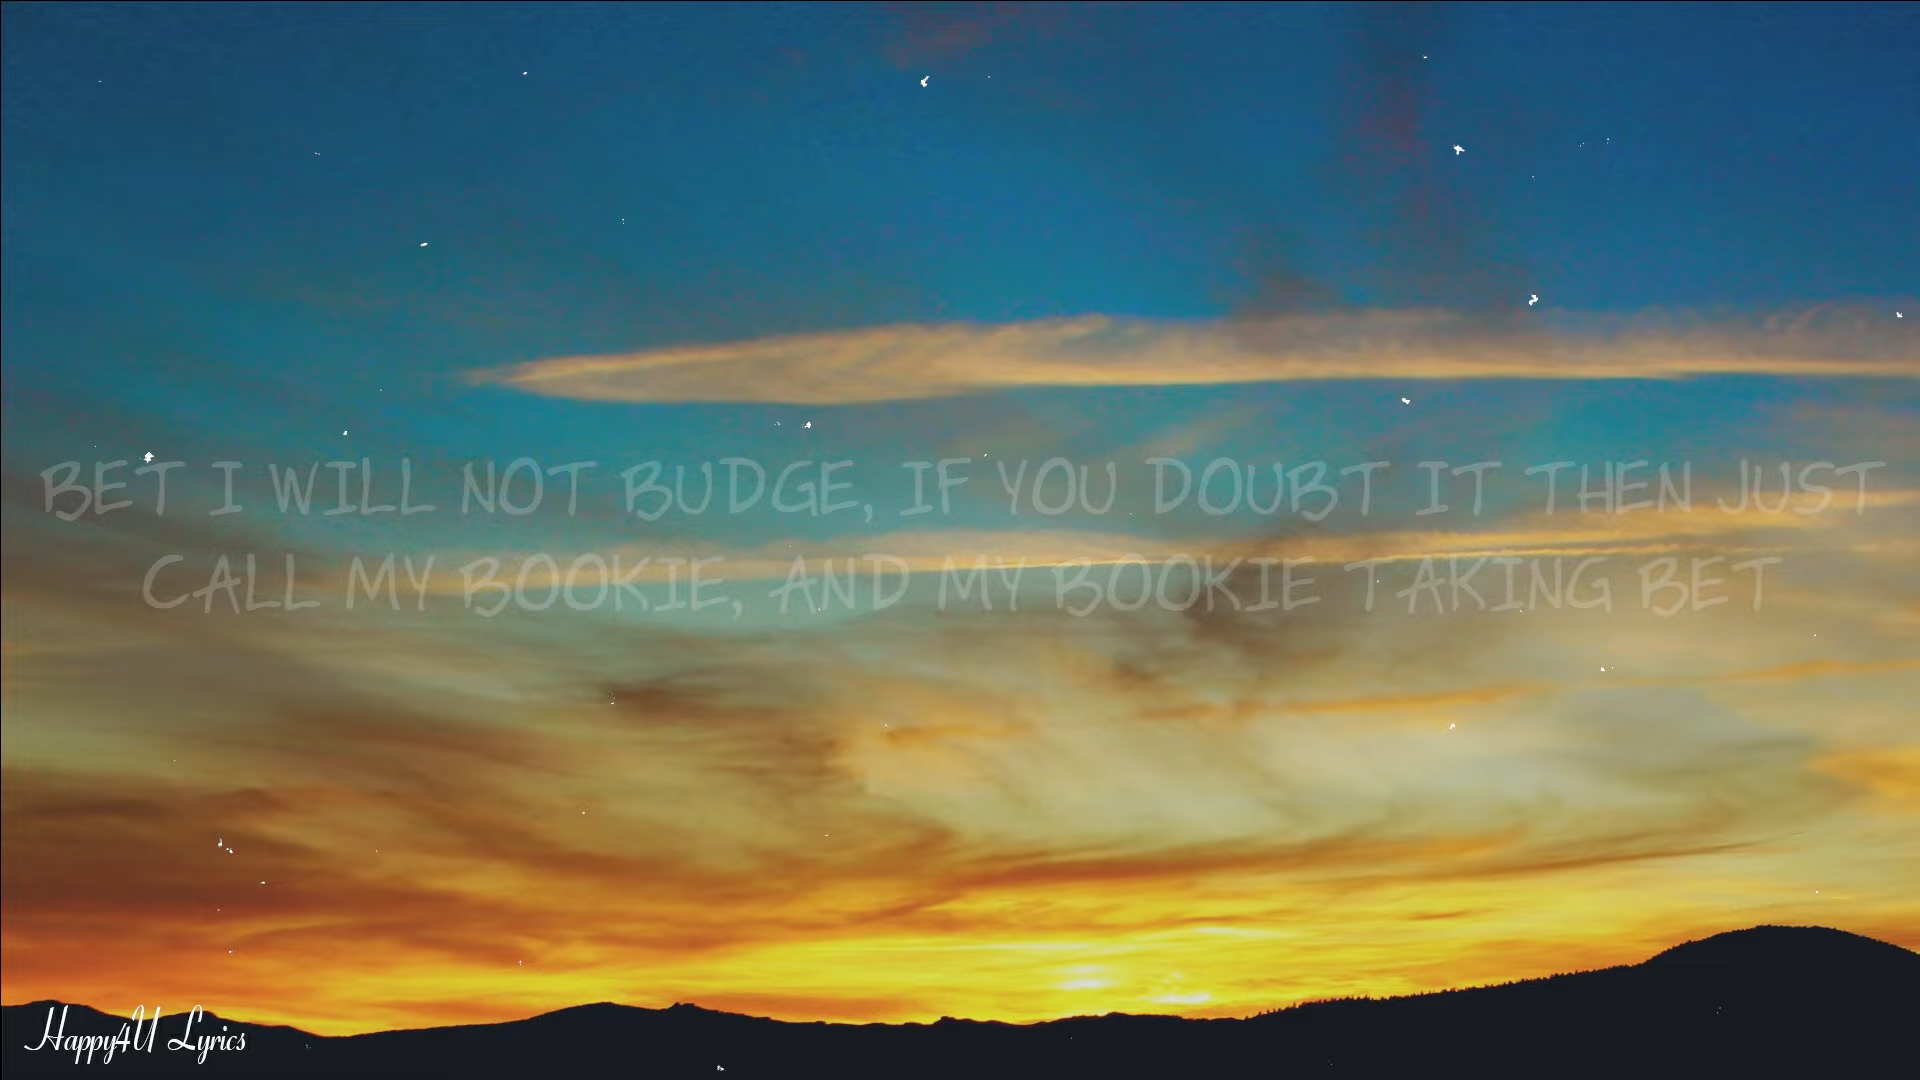 BET I WILL NOT BUDGE, IF YOU DOUBT IT THEN JUST
CALL MY BOOKIE, AND MY BOOKIE TAKING BET
Happy4U Lyrics